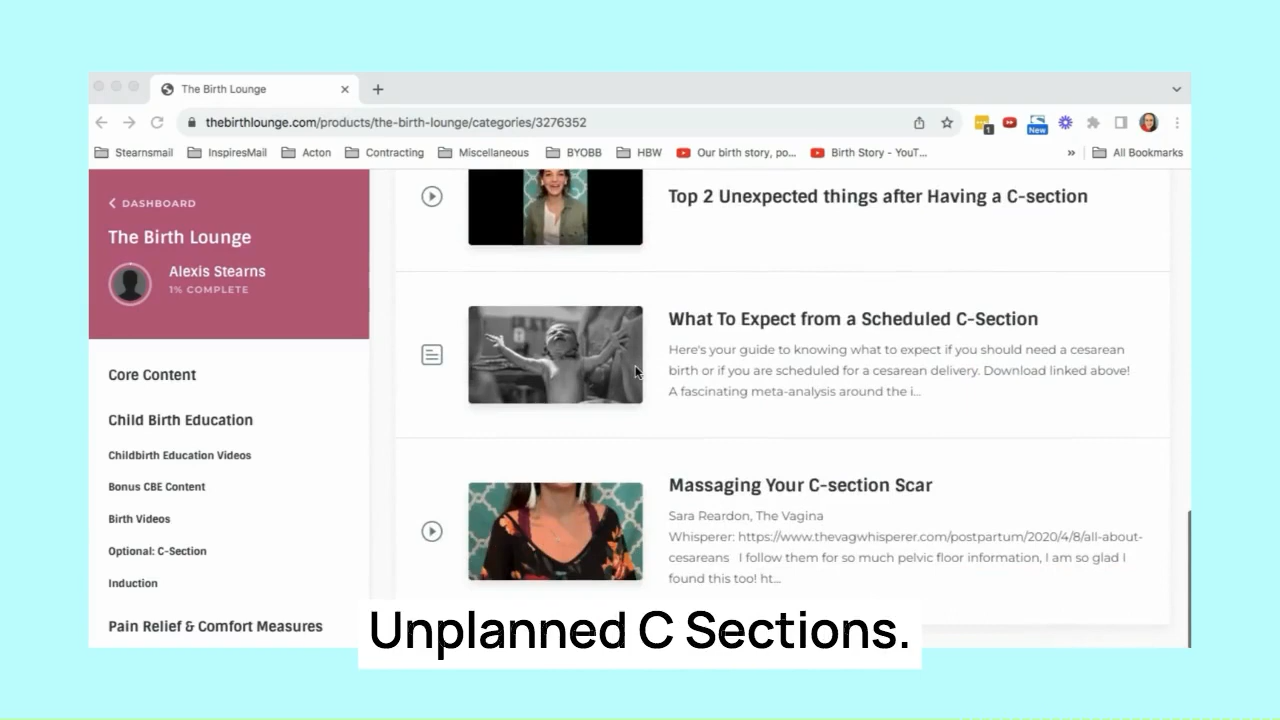 The Birth Lounge
thebirthlounge.com/products/the-birth-lounge/categories/3276352
1
New
Stearnsmail
InspiresMail
Acton
Contracting
Miscellaneous
BYOBB
HBW
Our birth story, po...
Birth Story - YouT...
»
All Bookmarks
DASHBOARD
The Birth Lounge
Alexis Stearns
1% COMPLETE
Core Content
Child Birth Education
Childbirth Education Videos
Bonus CBE Content
Birth Videos
Optional: C-Section
Induction
Pain Relief & Comfort Measures
Top 2 Unexpected things after Having a C-section
What To Expect from a Scheduled C-Section
Here's your guide to knowing what to expect if you should need a cesarean
birth or if you are scheduled for a cesarean delivery. Download linked above!
A fascinating meta-analysis around the i...
Massaging Your C-section Scar
Sara Reardon, The Vagina
Whisperer: https://www.thevagwhisperer.com/postpartum/2020/4/8/all-about-
cesareans I follow them for so much pelvic floor information, I am so glad I
found this too! ht...
Unplanned C Sections.